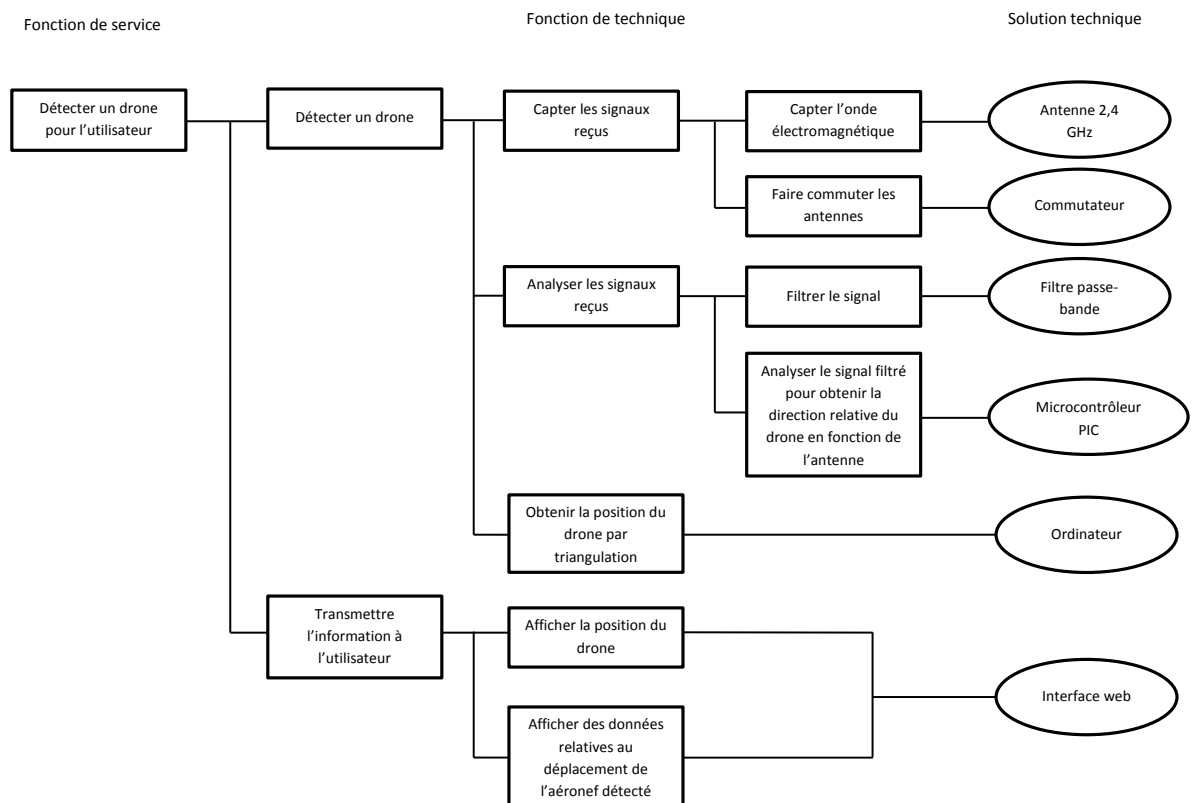 Fonction de service
Fonction de technique
Solution technique
Détecter un drone
pour l’utilisateur
Détecter un drone
Capter les signaux
reçus
Capter l’onde
électromagnétique
Antenne 2,4
GHz
Faire commuter les
antennes
Commutateur
Analyser les signaux
reçus
Filtrer le signal
Filtre passe-
bande
Analyser le signal filtré
pour obtenir la
direction relative du
drone en fonction de
l’antenne
Microcontrôleur
PIC
Obtenir la position du
drone par
triangulation
Ordinateur
Transmettre
l’information à
l’utilisateur
Afficher la position du
drone
Afficher des données
relatives au
déplacement de
l’aéronef détecté
Interface web